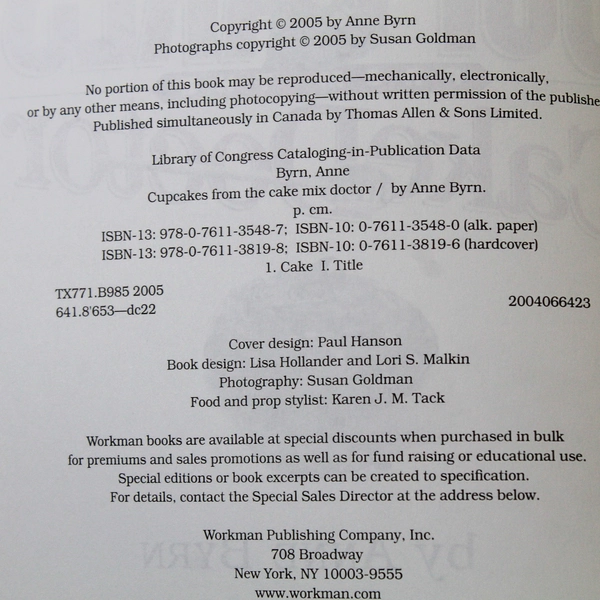 Copyright © 2005 by Anne Byrn
Photographs copyright © 2005 by Susan Goldman
No portion of this book may be reproduced—mechanically, electronically,
or by any other means, including photocopying—without written permission of the publishe
Published simultaneously in Canada by Thomas Allen & Sons Limited.
Library of Congress Cataloging-in-Publication Data
Byrn, Anne
Cupcakes from the cake mix doctor / by Anne Byrn.
p. cm.
ISBN-13: 978-0-7611-3548-7; ISBN-10: 0-7611-3548-0 (alk. paper)
ISBN-13: 978-0-7611-3819-8; ISBN-10: 0-7611-3819-6 (hardcover)
1. Cake I. Title
TX771.B985 2005
641.8'653—dc22
2004066423
Cover design: Paul Hanson
Book design: Lisa Hollander and Lori S. Malkin
Photography: Susan Goldman
Food and prop stylist: Karen J. M. Tack
Workman books are available at special discounts when purchased in bulk
for premiums and sales promotions as well as for fund raising or educational use.
Special editions or book excerpts can be created to specification.
For details, contact the Special Sales Director at the address below.
Workman Publishing Company, Inc.
708 Broadway
New York, NY 10003-9555
www.workman.com